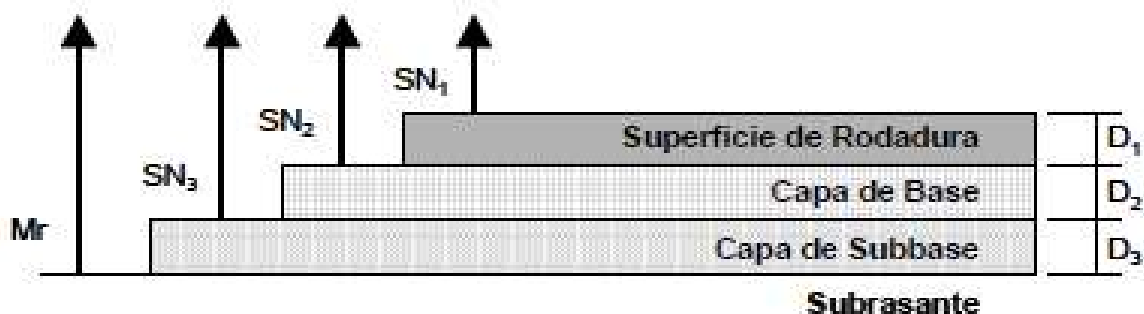 SN₁
SN₂
SN₃
Mr
Superficie de Rodadura
Capa de Base
Capa de Subbase
Subrasante
D₁
D₂
D₃